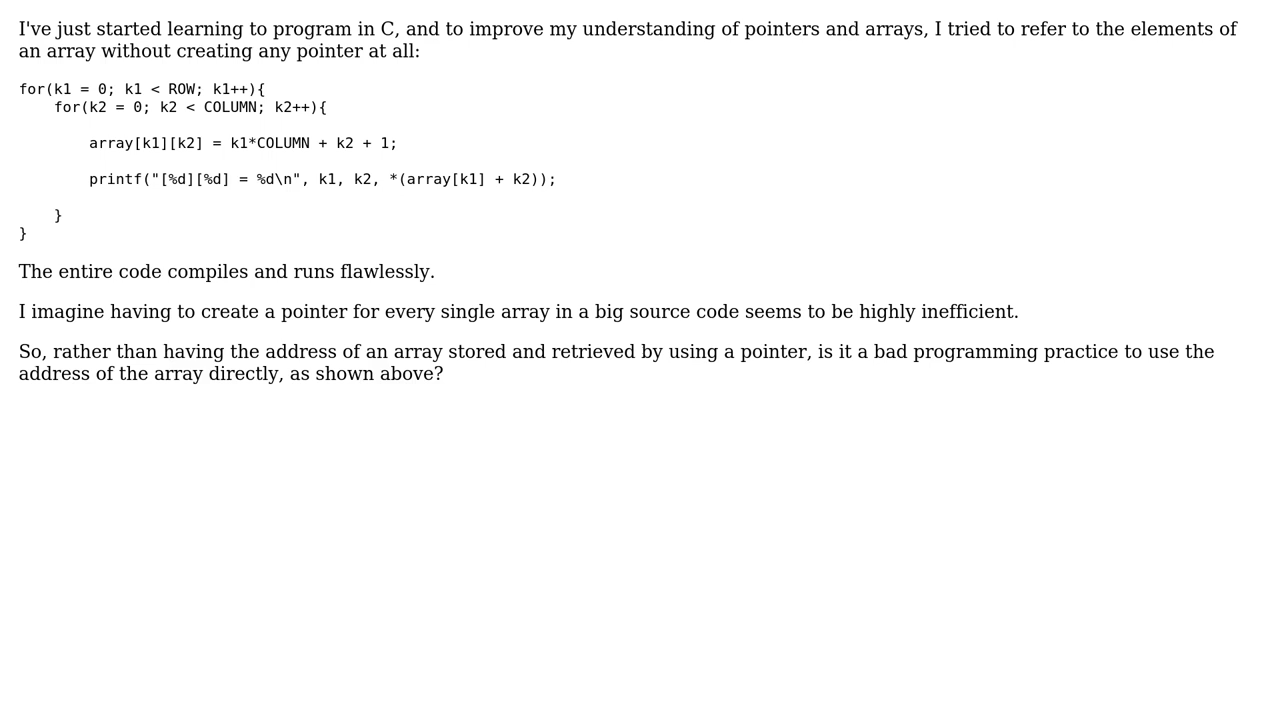 I've just started learning to program in C, and to improve my understanding of pointers and arrays, I tried to refer to the elements of
an array without creating any pointer at all:
for(k1 = 0; k1 < ROW; k1++){
    for(k2 = 0; k2 < COLUMN; k2++){
        array[k1][k2] = k1*COLUMN + k2 + 1;
        printf("[%d][%d] = %d\n", k1, k2, *(array[k1] + k2));
    }
}
The entire code compiles and runs flawlessly.
I imagine having to create a pointer for every single array in a big source code seems to be highly inefficient.
So, rather than having the address of an array stored and retrieved by using a pointer, is it a bad programming practice to use the
address of the array directly, as shown above?